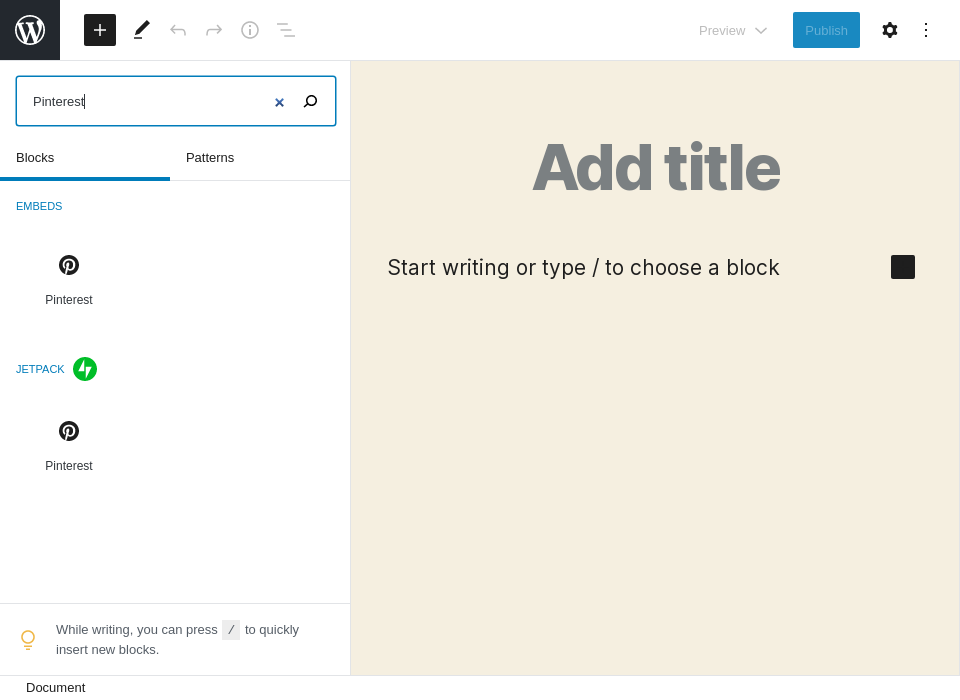 Preview
Publish
Pinterest
Blocks
Patterns
EMBEDS
Pinterest
JETPACK
Pinterest
While writing, you can press / to quickly
insert new blocks.
Add title
Start writing or type / to choose a block
Document